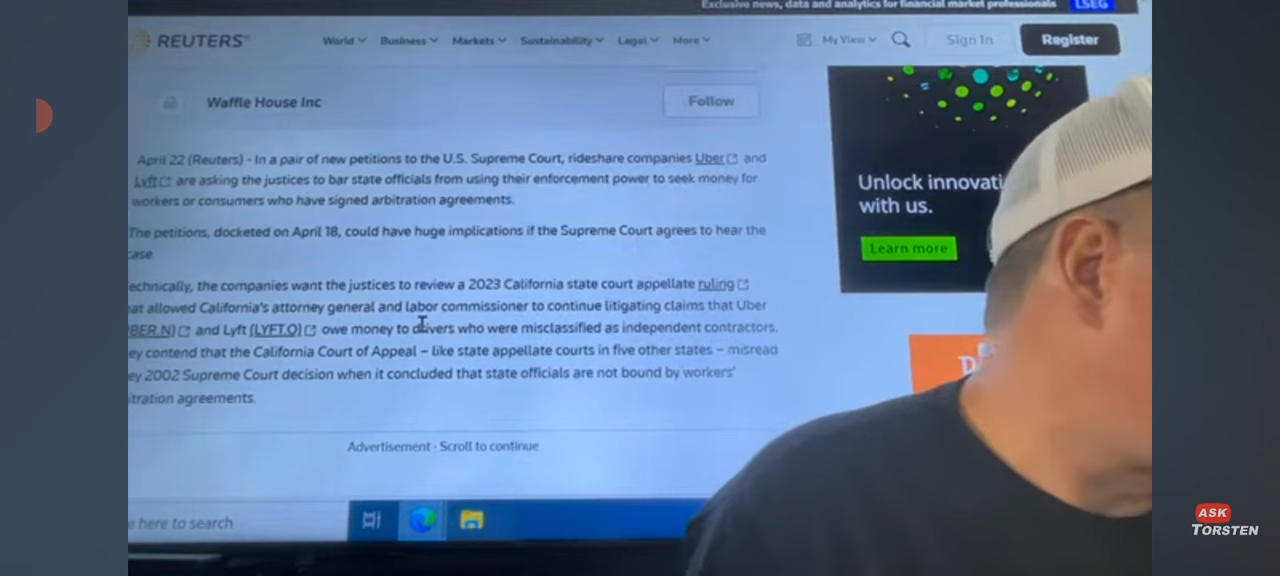 Exclusive news, data and analytics for financial market professionals LSEG
REUTERS
World Business Markets Sustainability Legal More My View Sign In Register
Waffle House Inc Follow
April 22 (Reuters) - In a pair of new petitions to the U.S. Supreme Court, rideshare companies Uber and
Lyft are asking the justices to bar state officials from using their enforcement power to seek money for
workers or consumers who have signed arbitration agreements.
The petitions, docketed on April 18, could have huge implications if the Supreme Court agrees to hear the
case.
echnically, the companies want the justices to review a 2023 California state court appellate ruling
at allowed California's attorney general and labor commissioner to continue litigating claims that Uber
BER.N) and Lyft (LYFT.O) owe money to drivers who were misclassified as independent contractors.
ey contend that the California Court of Appeal – like state appellate courts in five other states – misread
ey 2002 Supreme Court decision when it concluded that state officials are not bound by workers'
itration agreements.
Advertisement · Scroll to continue
Unlock innovati
with us.
Learn more
D
e here to search
ASK
TORSTEN